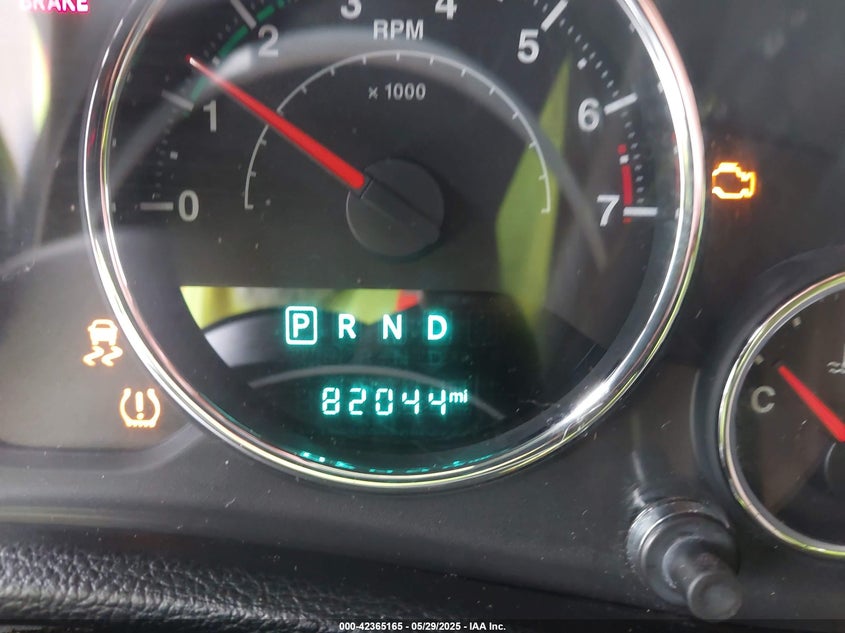 BRAKE
0 1 2 3 4 5 6 7
RPM
x 1000
P R N D
82044 mi
C
000-42365165 - 05/29/2025 - IAA Inc.